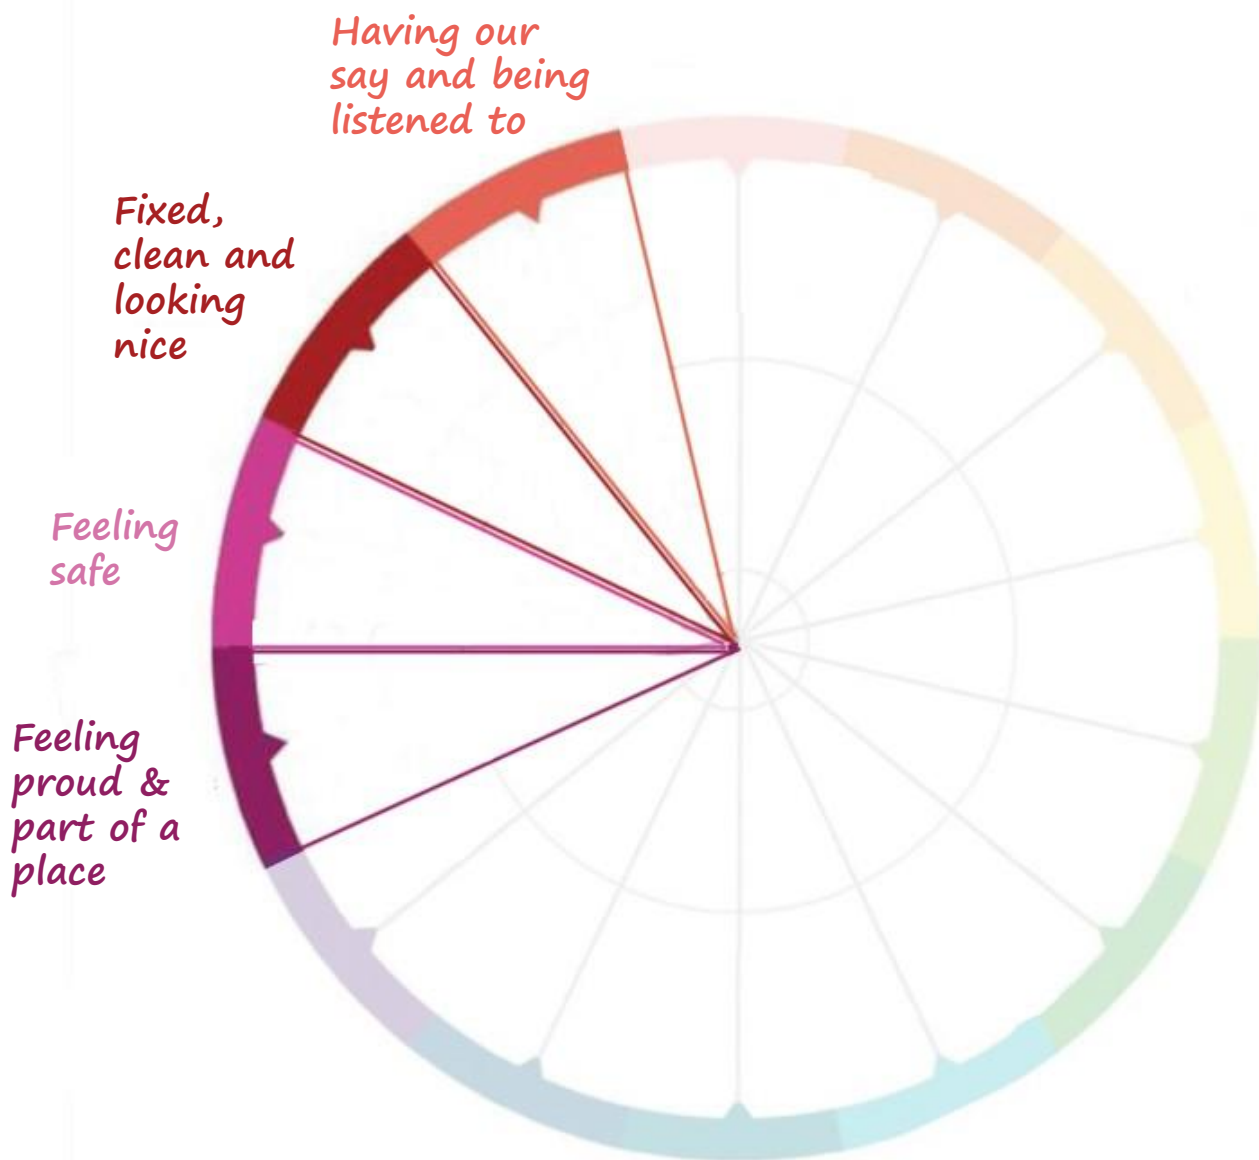 Having our
say and being
listened to
Fixed,
clean and
looking
nice
Feeling
safe
Feeling
proud &
part of a
place